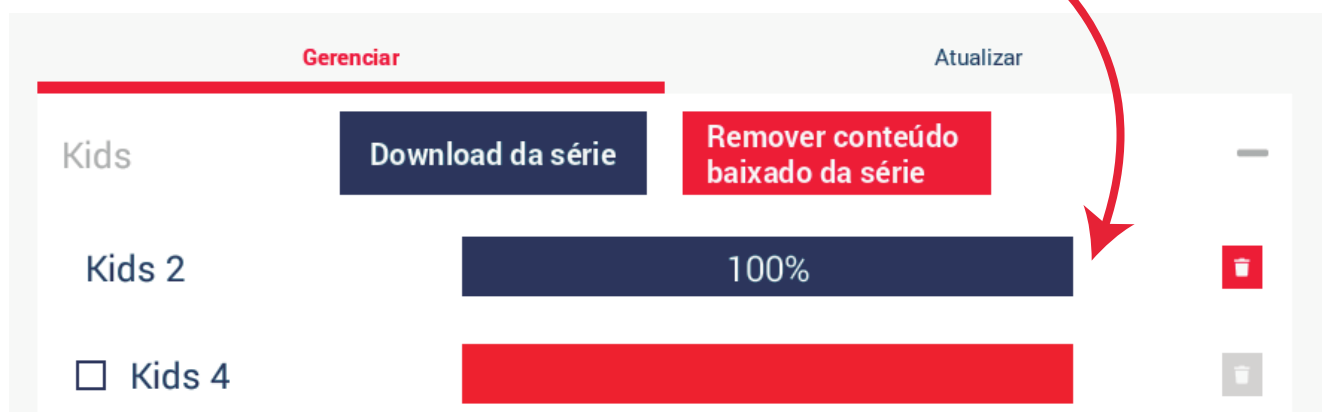 Gerenciar
Atualizar
Kids
Download da série
Remover conteúdo
baixado da série
Kids 2
100%
Kids 4